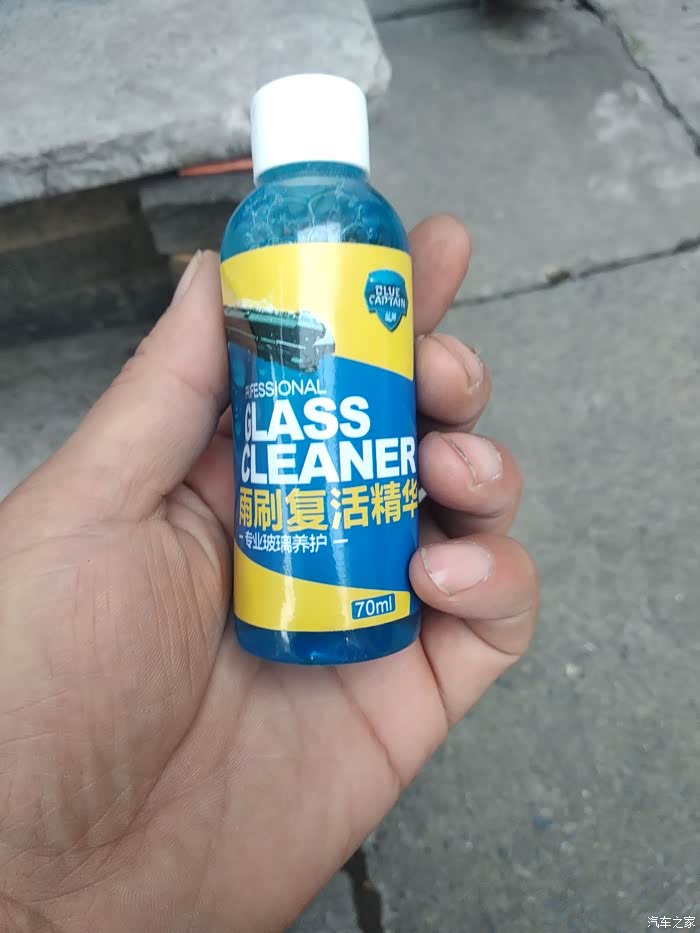 BLUE
CAPTAIN
RIFESSIONAL
GLASS
CLEANER
雨刷复活精华
- 专业玻璃养护 -
70ml
汽车之家